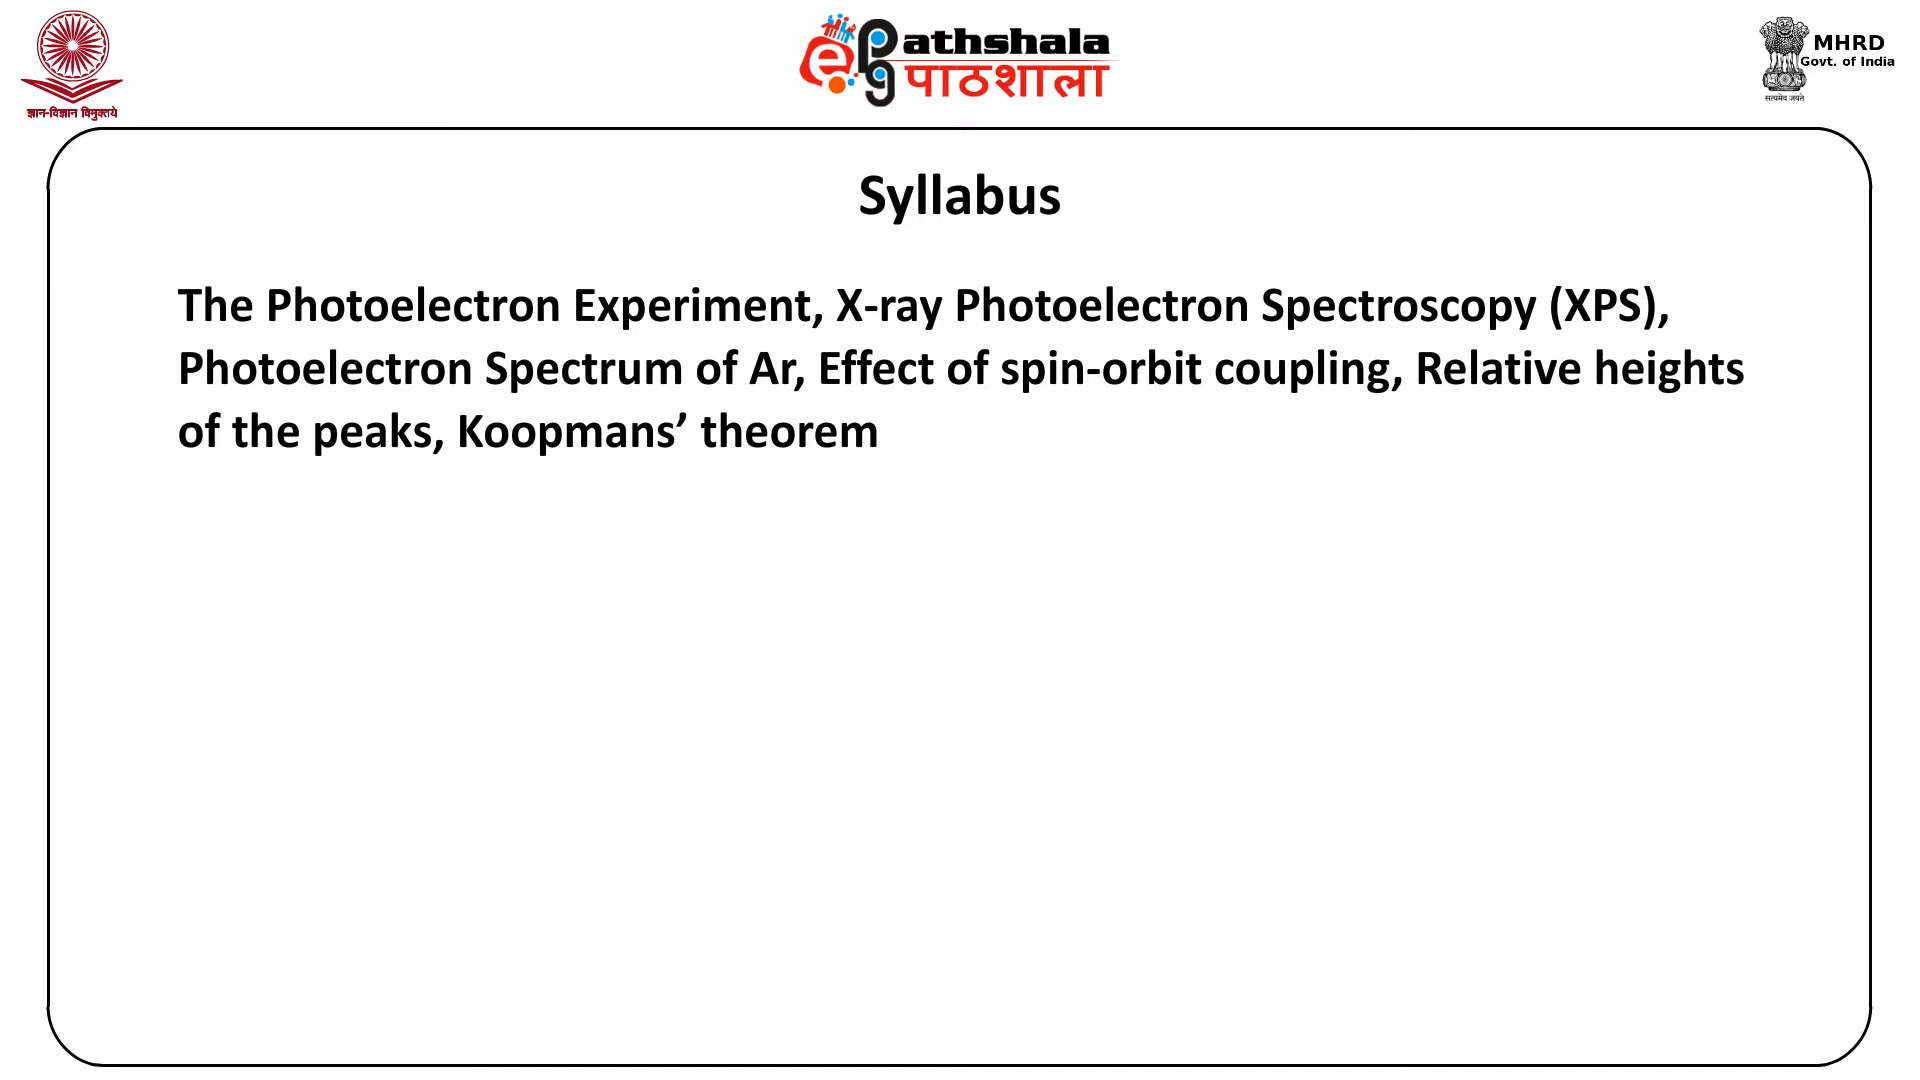 ज्ञान-विज्ञान विमुक्तये
e pg athshala
पाठशाला
MHRD
Govt. of India
सत्यमेव जयते
Syllabus
The Photoelectron Experiment, X-ray Photoelectron Spectroscopy (XPS),
Photoelectron Spectrum of Ar, Effect of spin-orbit coupling, Relative heights
of the peaks, Koopmans’ theorem